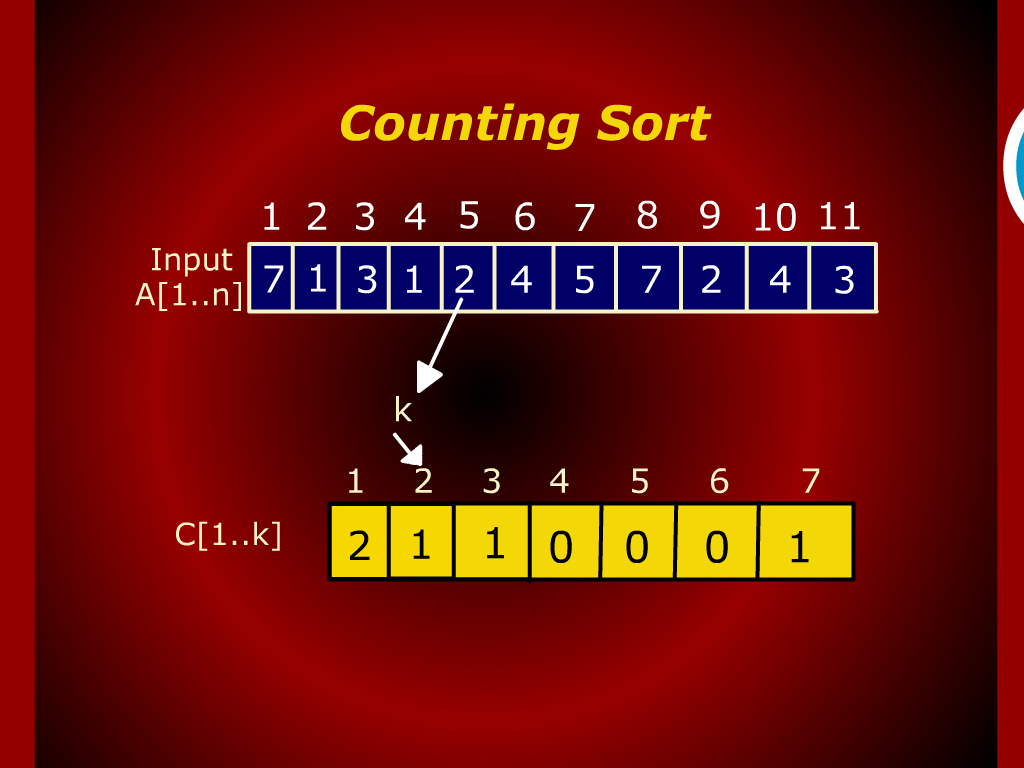 Counting Sort
1 2 3 4 5 6 7 8 9 10 11
Input
A[1..n]
7 1 3 1 2 4 5 7 2 4 3
k
1 2 3 4 5 6 7
C[1..k]
2 1 1 0 0 0 1